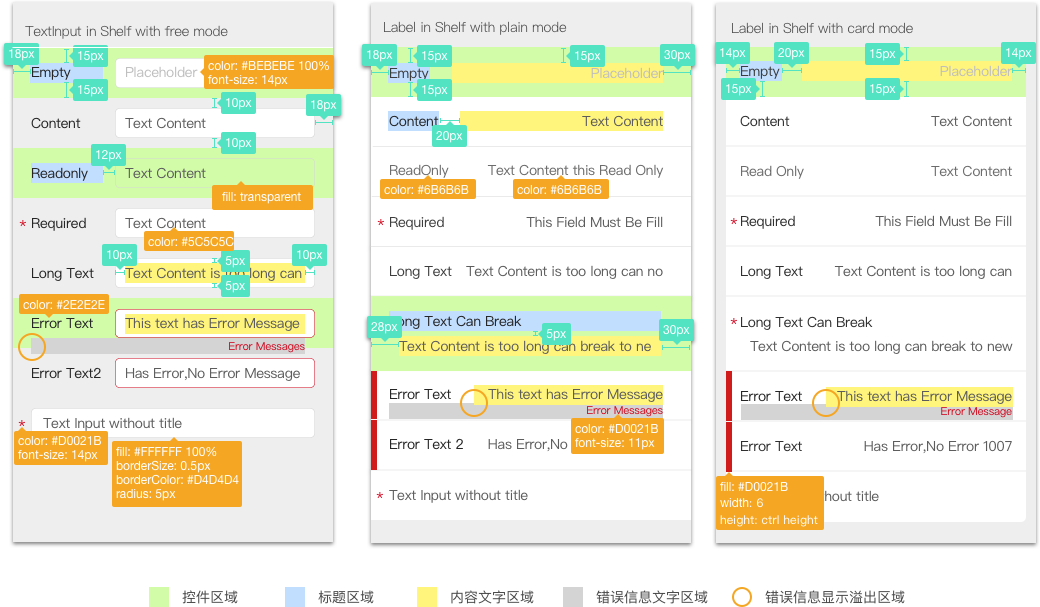 TextInput in Shelf with free mode
18px
15px
Empty
Placeholder
color: #BEBEBE 100%
font-size: 14px
15px
10px
18px
Content
Text Content
10px
12px
Readonly
Text Content
fill: transparent
* Required
Text Content
color: #5C5C5C
10px
5px
10px
Long Text
Text Content is too long can
5px
color: #2E2E2E
Error Text
This text has Error Message
Error Messages
Error Text2
Has Error,No Error Message
* Text Input without title
color: #D0021B
font-size: 14px
fill: #FFFFFF 100%
borderSize: 0.5px
borderColor: #D4D4D4
radius: 5px
Label in Shelf with plain mode
18px
15px
15px
30px
Empty
Placeholder
15px
Content
Text Content
20px
ReadOnly
Text Content this Read Only
color: #6B6B6B
color: #6B6B6B
* Required
This Field Must Be Fill
Long Text
Text Content is too long can no
Long Text Can Break
28px
5px
30px
Text Content is too long can break to ne
Error Text
This text has Error Message
Error Messages
color: #D0021B
font-size: 11px
Error Text 2
Has Error,No
* Text Input without title
Label in Shelf with card mode
14px
20px
15px
14px
Empty
Placeholder
15px
15px
Content
Text Content
Read Only
Text Content
* Required
This Field Must Be Fill
Long Text
Text Content is too long can
* Long Text Can Break
Text Content is too long can break to new
Error Text
This text has Error Message
Error Message
Error Text
Has Error,No Error 1007
fill: #D0021B
width: 6
height: ctrl height
hout title
控件区域
标题区域
内容文字区域
错误信息文字区域
错误信息显示溢出区域